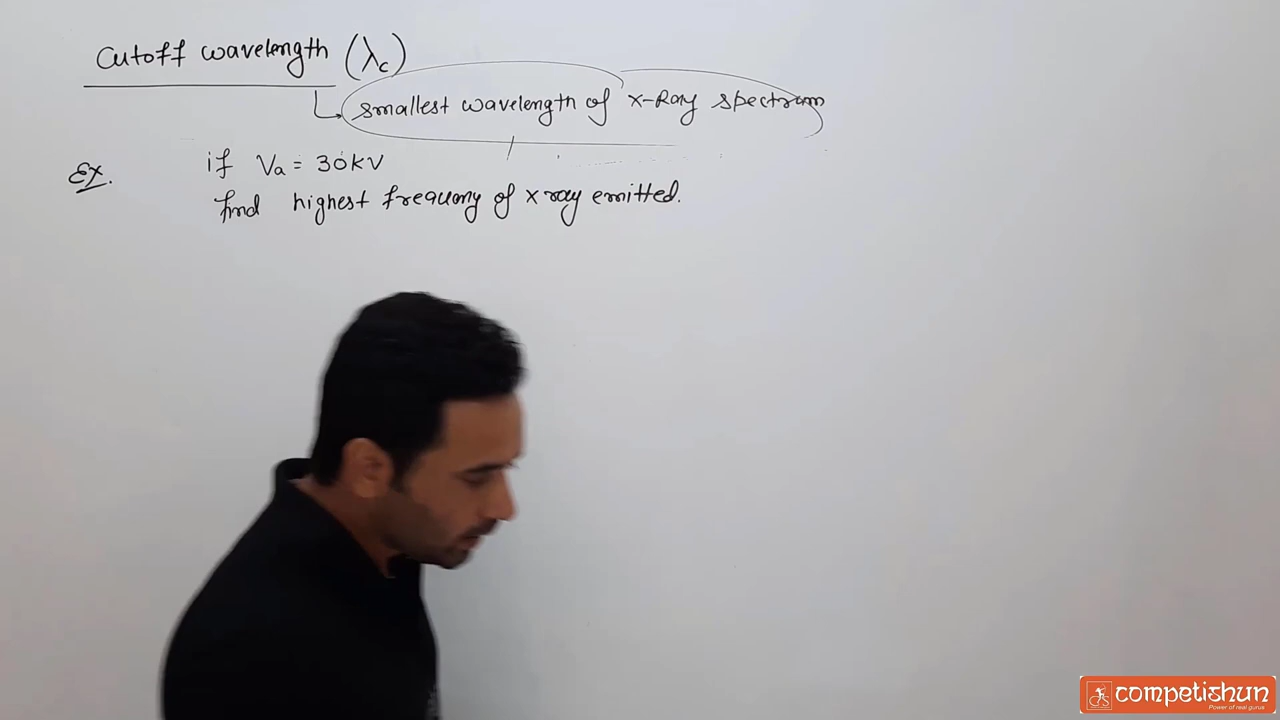 Cutoff wavelength (λc)
smallest wavelength of x-Ray spectrum
Ex. if Va = 30kV
find highest frequency of x ray emitted.
competishun
Power of real gurus